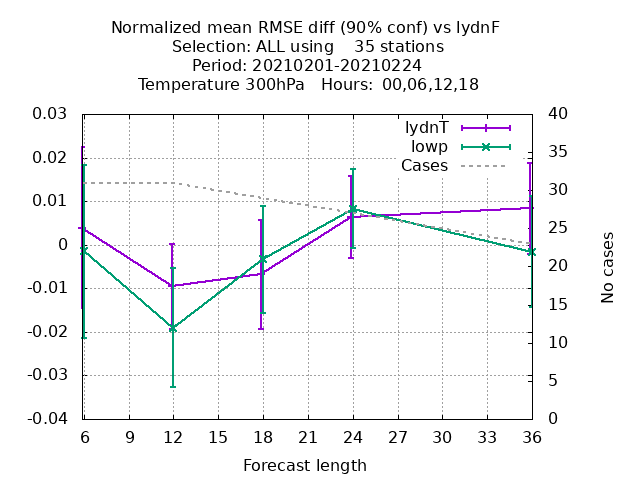 Normalized mean RMSE diff (90% conf) vs lydnF
Selection: ALL using    35 stations
Period: 20210201-20210224
Temperature 300hPa   Hours:  00,06,12,18
0.03
0.02
0.01
0
-0.01
-0.02
-0.03
-0.04
lydnT
lowp
Cases
40
35
30
25
20
15
10
5
0
No cases
6 9 12 15 18 21 24 27 30 33 36
Forecast length